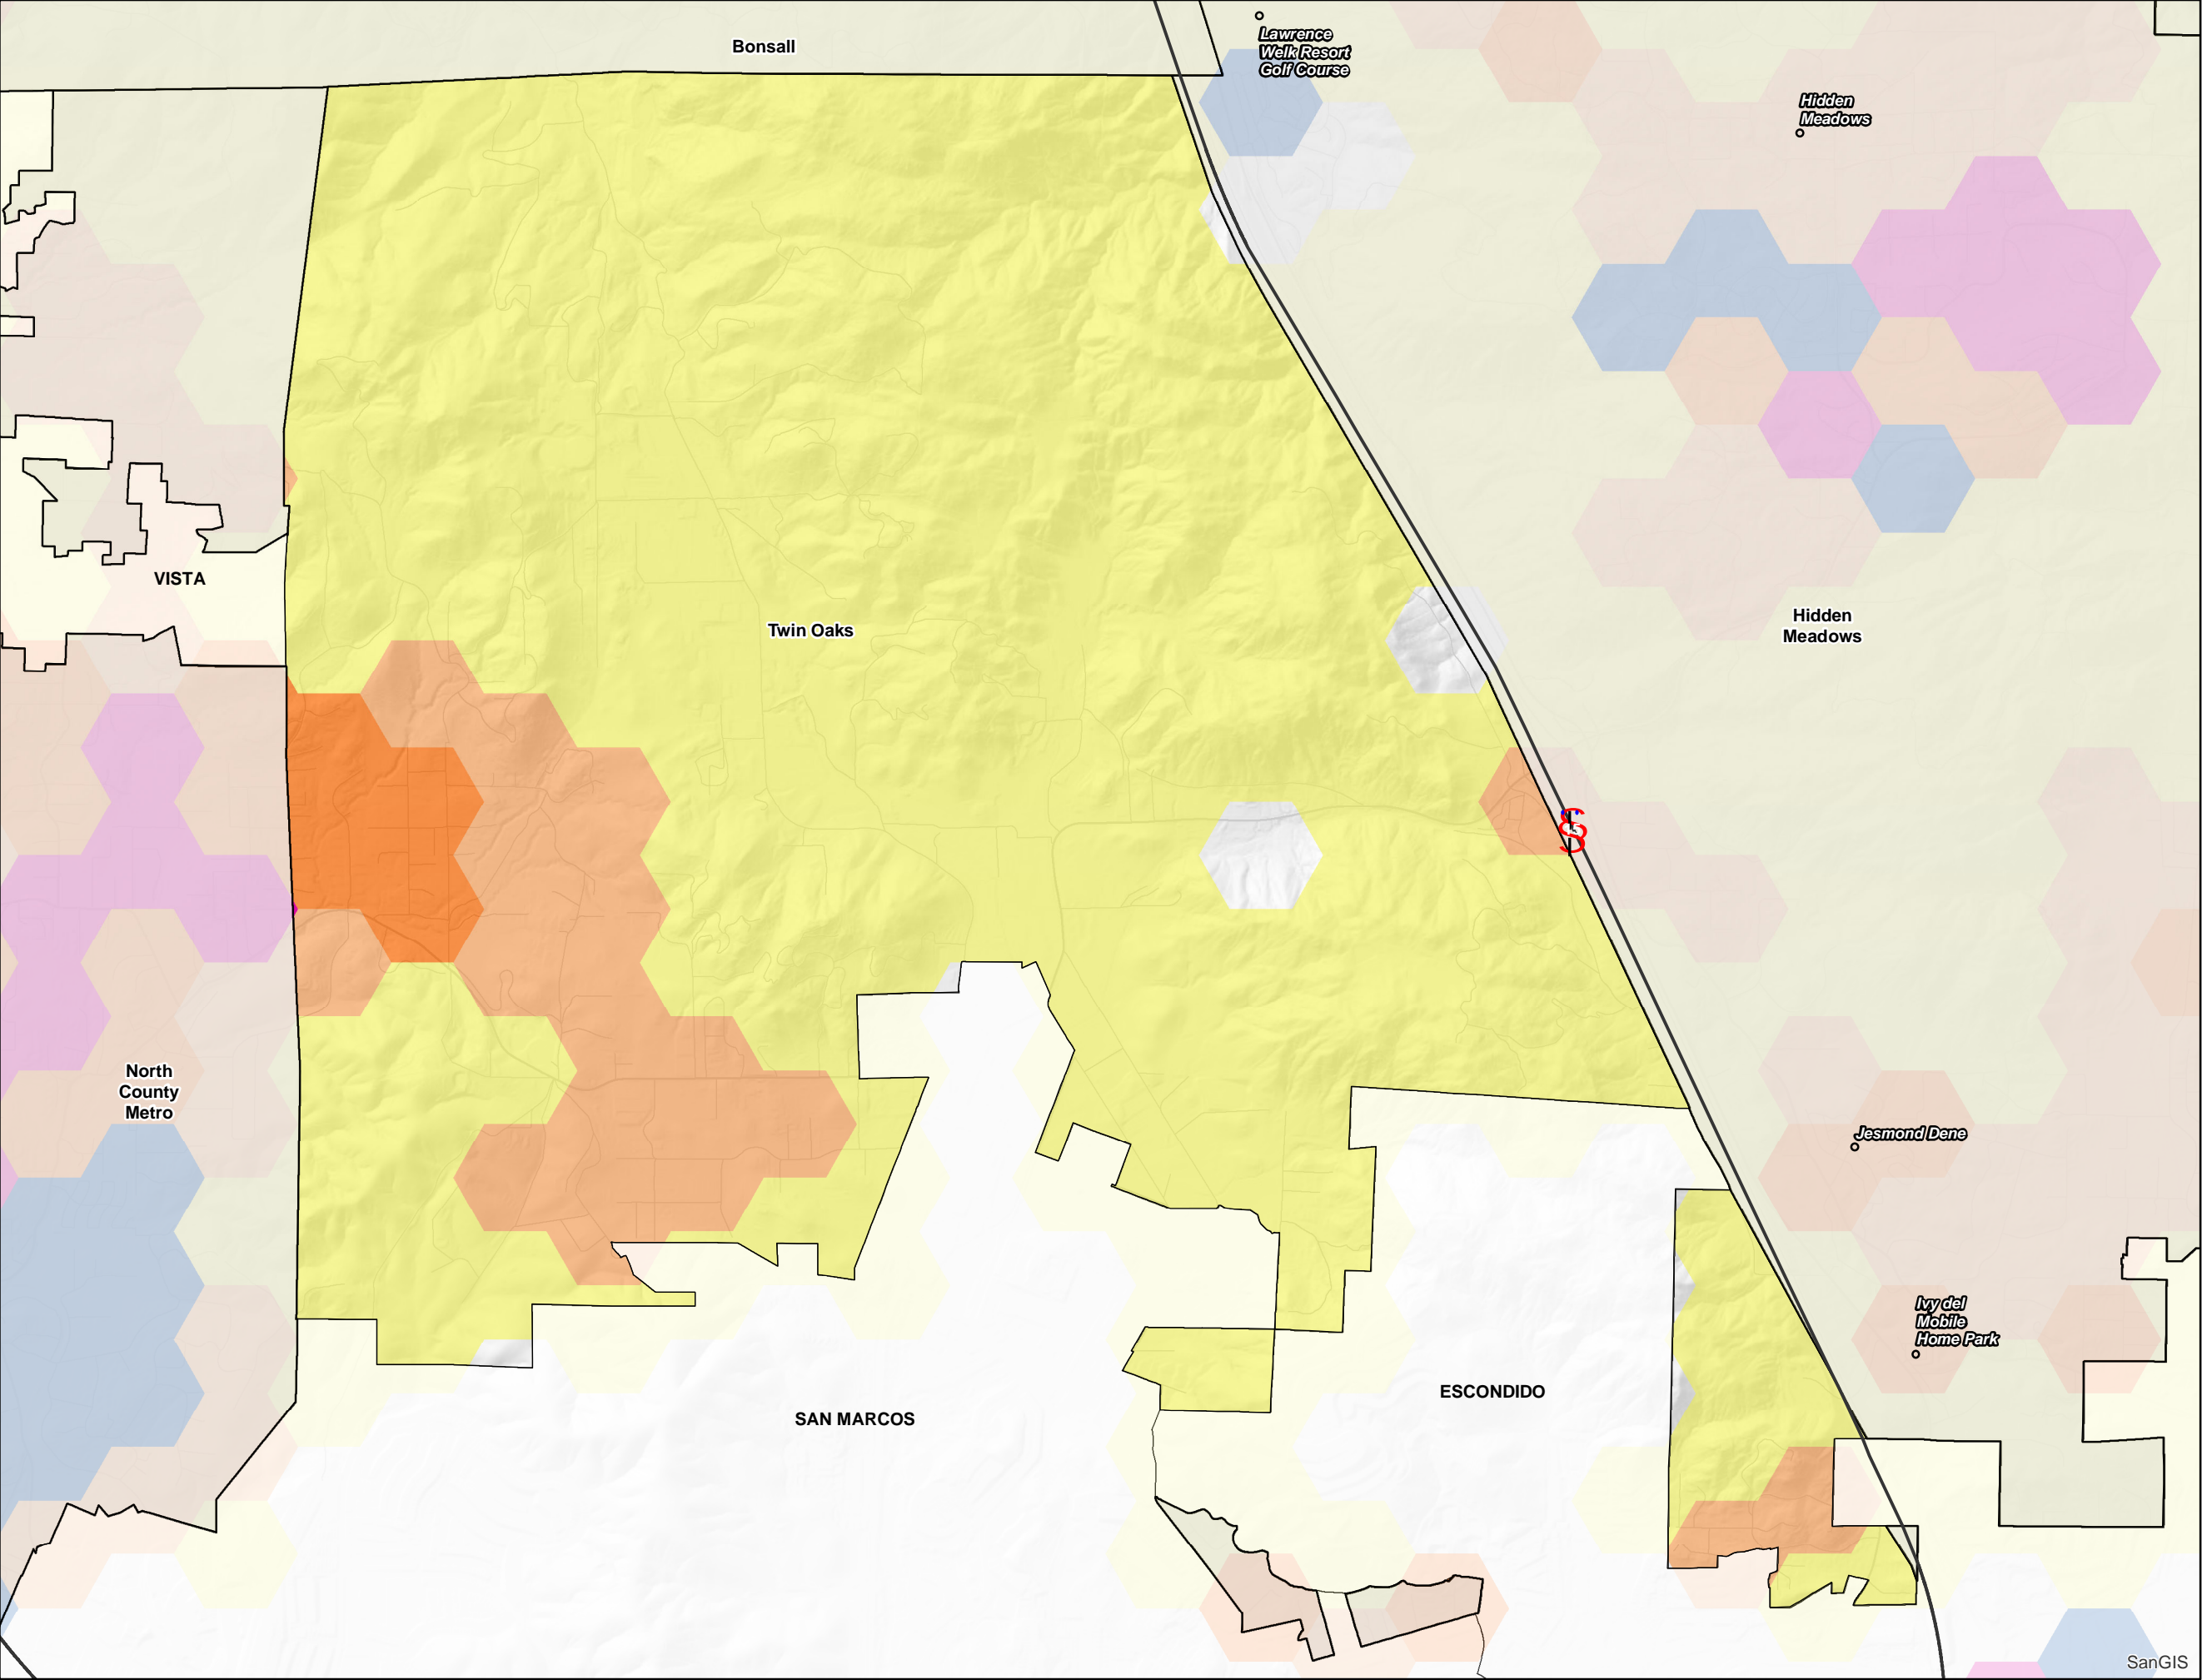 Bonsall
Lawrence
Welk Resort
Golf Course
Hidden
Meadows
VISTA
Twin Oaks
Hidden
Meadows
North
County
Metro
Jesmond Dene
Ivy del
Mobile
Home Park
ESCONDIDO
SAN MARCOS
SanGIS